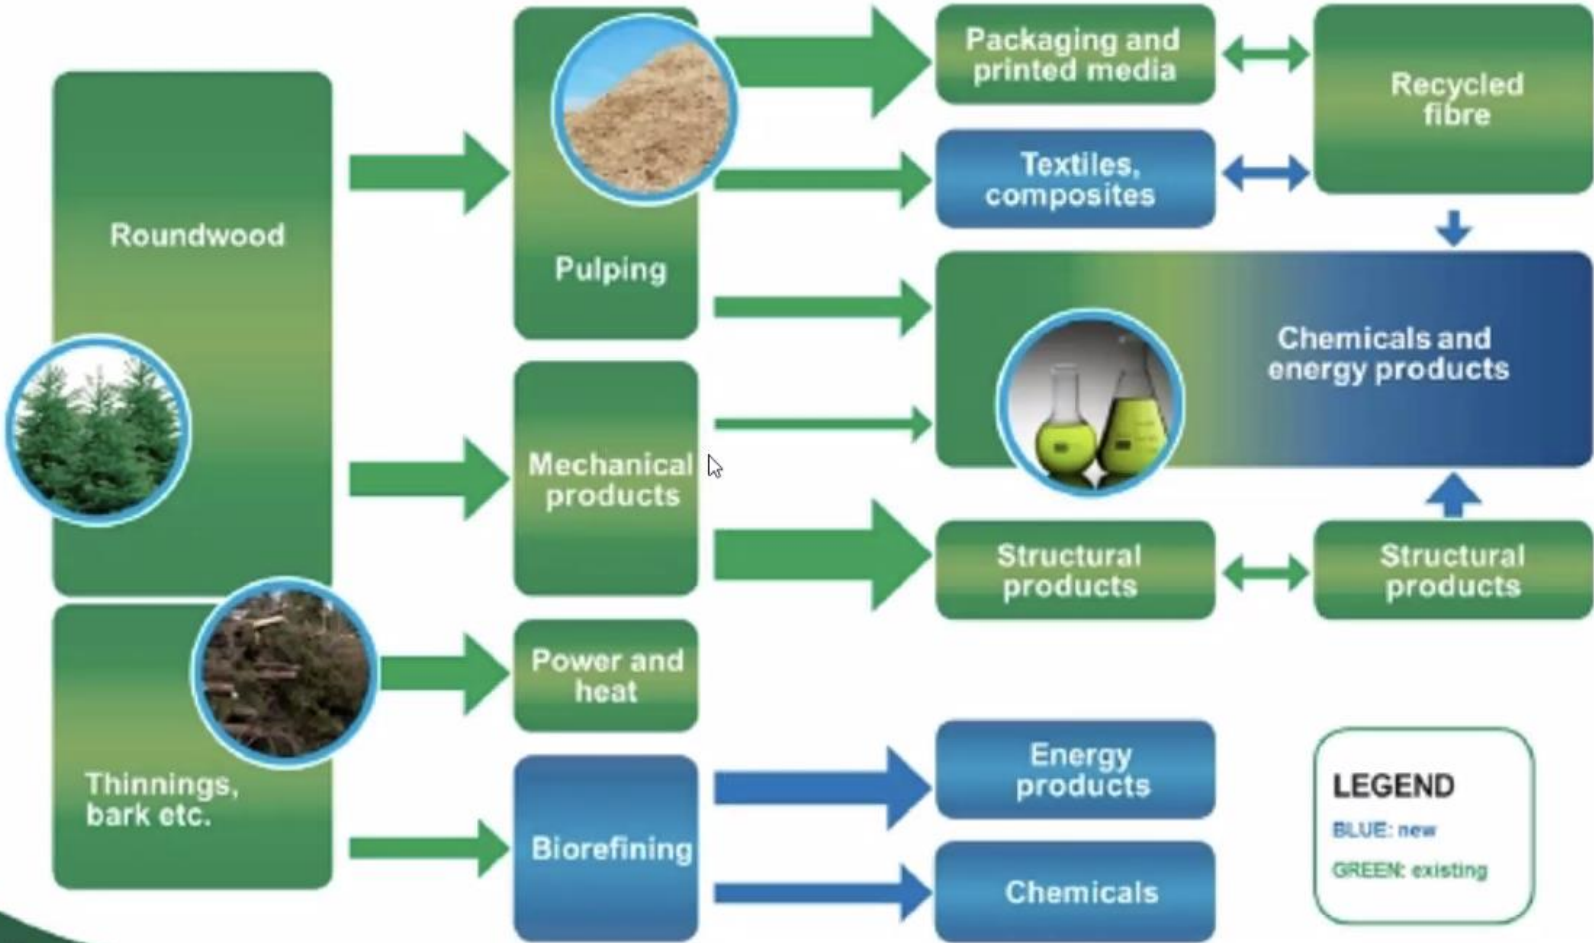 Roundwood
Thinnings,
bark etc.
Pulping
Mechanical
products
Power and
heat
Biorefining
Packaging and
printed media
Textiles,
composites
Recycled
fibre
Chemicals and
energy products
Structural
products
Structural
products
Energy
products
Chemicals
LEGEND
BLUE: new
GREEN: existing